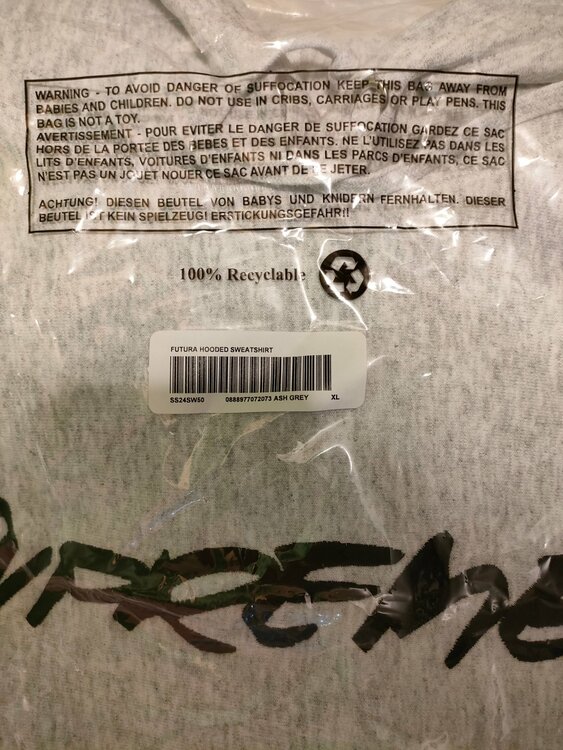 WARNING - TO AVOID DANGER OF SUFFOCATION KEEP THIS BAG AWAY FROM
BABIES AND CHILDREN. DO NOT USE IN CRIBS, CARRIAGES OR PLAY PENS. THIS
BAG IS NOT A TOY.
AVERTISSEMENT - POUR EVITER LE DANGER DE SUFFOCATION GARDEZ CE SAC
HORS DE LA PORTEE DES BEBES ET DES ENFANTS. NE L'UTILISEZ PAS DANS LES
LITS D'ENFANTS, VOITURES D'ENFANTS NI DANS LES PARCS D'ENFANTS, CE SAC
N'EST PAS UN JOUET NOUER CE SAC AVANT DE LE JETER.
ACHTUNG! DIESEN BEUTEL VON BABYS UND KNIDERN FERNHALTEN. DIESER
BEUTEL IST KEIN SPIELZEUG! ERSTICKUNGSGEFAHR!!
100% Recyclable
FUTURA HOODED SWEATSHIRT
SS24SW50 0888977072073 ASH GREY XL
UPREME